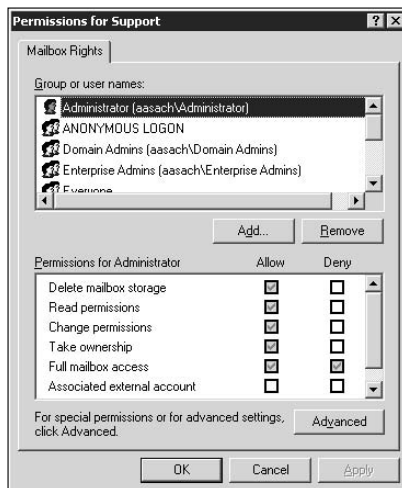 Permissions for Support
Mailbox Rights
Group or user names:
Administrator (aasach\Administrator)
ANONYMOUS LOGON
Domain Admins (aasach\Domain Admins)
Enterprise Admins (aasach\Enterprise Admins)
Everyone
Add... Remove
Permissions for Administrator Allow Deny
Delete mailbox storage
Read permissions
Change permissions
Take ownership
Full mailbox access
Associated external account
For special permissions or for advanced settings,
click Advanced. Advanced
OK Cancel Apply